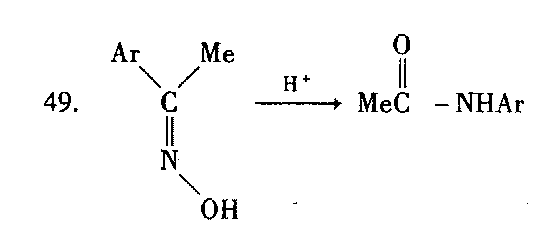 O
Ar Me
H+
49. C MeC – NHAr
N
OH